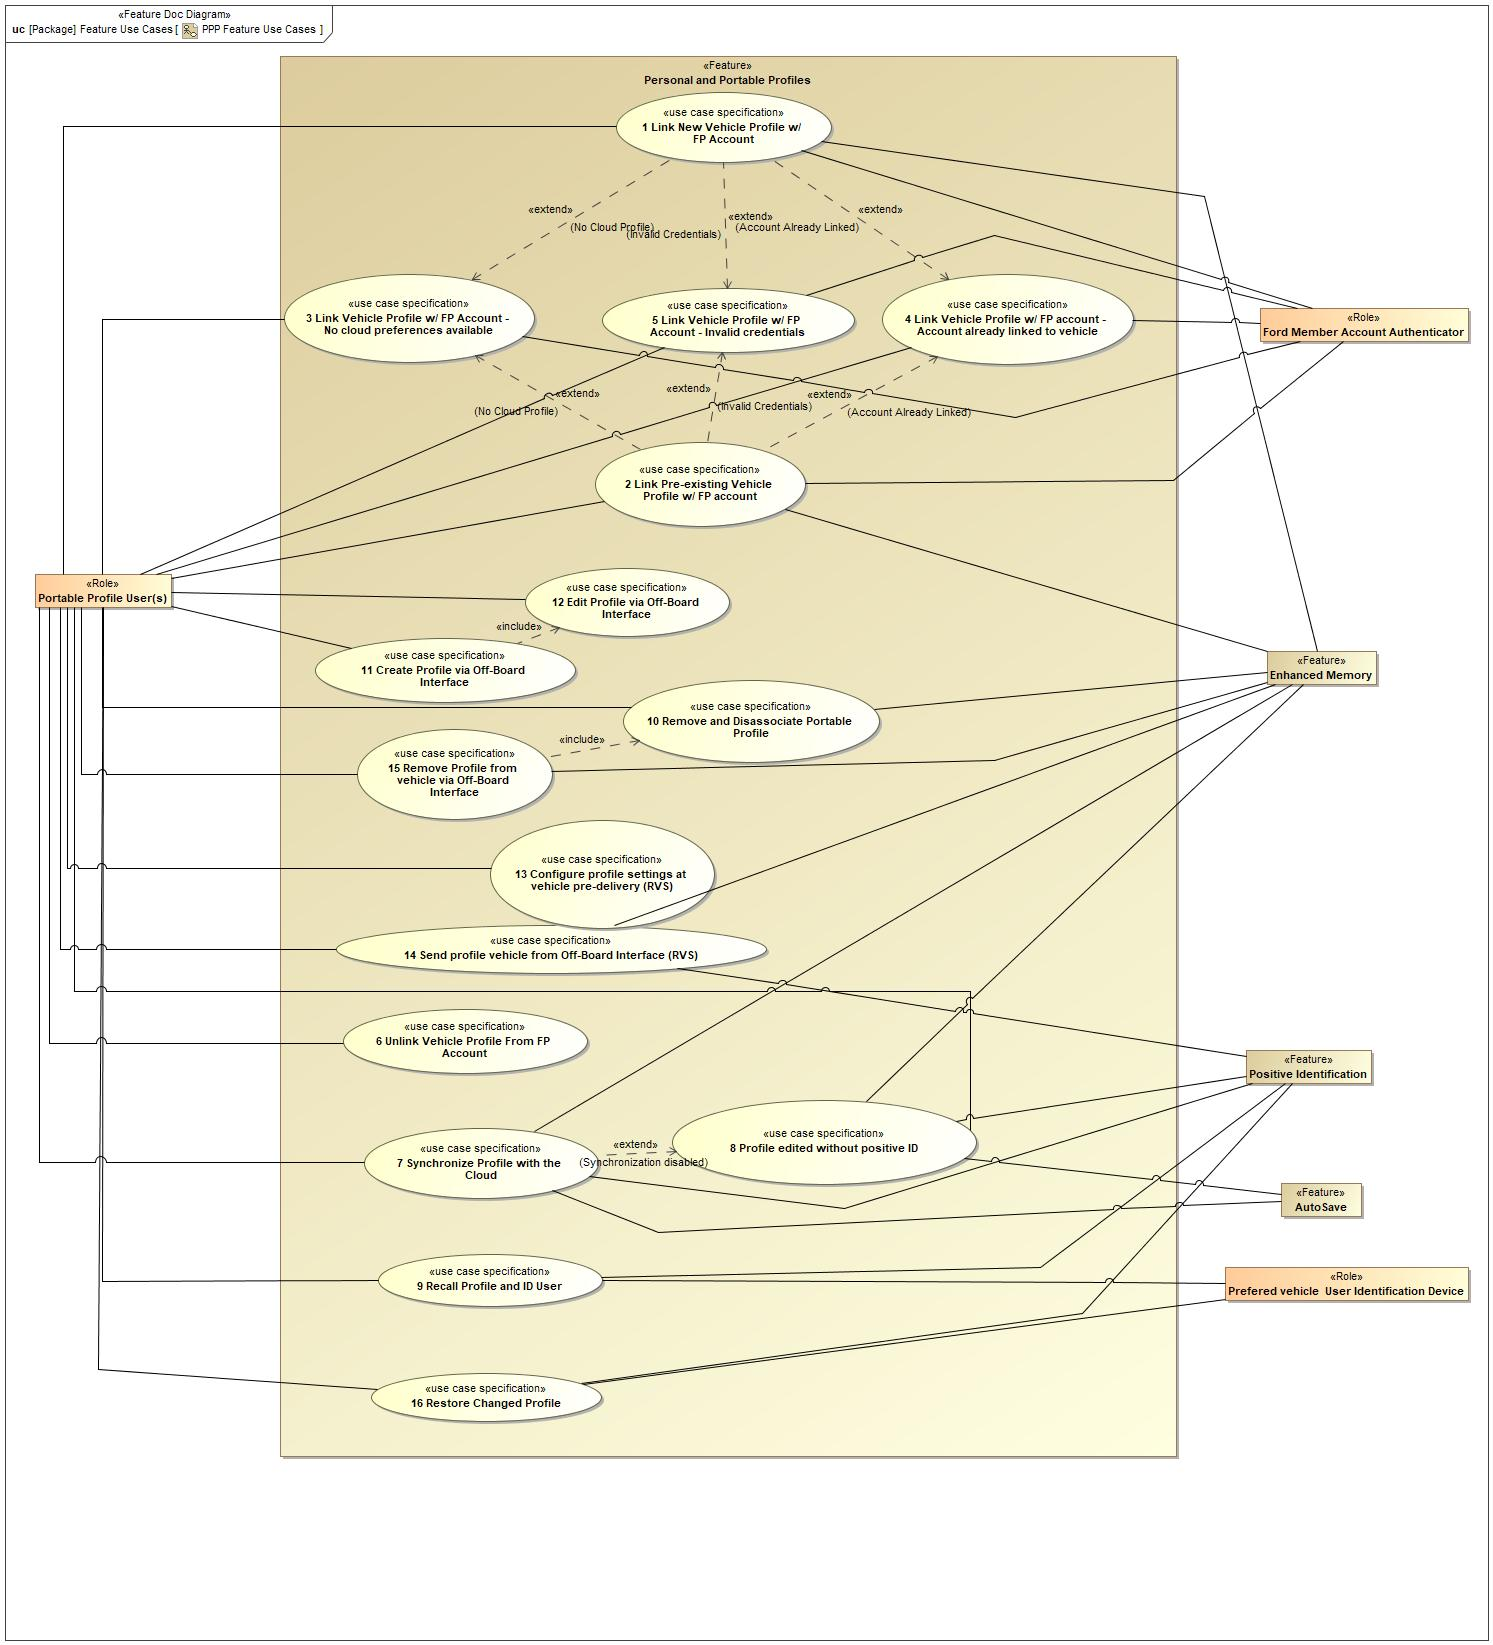 «Feature Doc Diagram»
uc [Package] Feature Use Cases [ PPP Feature Use Cases ]
«Feature»
Personal and Portable Profiles
«use case specification»
1 Link New Vehicle Profile w/
FP Account
«extend»
(No Cloud Profile)
«extend»
(Invalid Credentials)
«extend»
(Account Already Linked)
«use case specification»
3 Link Vehicle Profile w/ FP Account -
No cloud preferences available
«use case specification»
5 Link Vehicle Profile w/ FP
Account - Invalid credentials
«use case specification»
4 Link Vehicle Profile w/ FP account -
Account already linked to vehicle
«Role»
Ford Member Account Authenticator
«extend»
(No Cloud Profile)
«extend»
(Invalid Credentials)
«extend»
(Account Already Linked)
«use case specification»
2 Link Pre-existing Vehicle
Profile w/ FP account
«Role»
Portable Profile User(s)
«use case specification»
12 Edit Profile via Off-Board
Interface
«include»
«use case specification»
11 Create Profile via Off-Board
Interface
«Feature»
Enhanced Memory
«use case specification»
10 Remove and Disassociate Portable
Profile
«include»
«use case specification»
15 Remove Profile from
vehicle via Off-Board
Interface
«use case specification»
13 Configure profile settings at
vehicle pre-delivery (RVS)
«use case specification»
14 Send profile vehicle from Off-Board Interface (RVS)
«use case specification»
6 Unlink Vehicle Profile From FP
Account
«Feature»
Positive Identification
«use case specification»
7 Synchronize Profile with the
Cloud
«extend»
(Synchronization disabled)
«use case specification»
8 Profile edited without positive ID
«Feature»
AutoSave
«use case specification»
9 Recall Profile and ID User
«Role»
Prefered vehicle  User Identification Device
«use case specification»
16 Restore Changed Profile